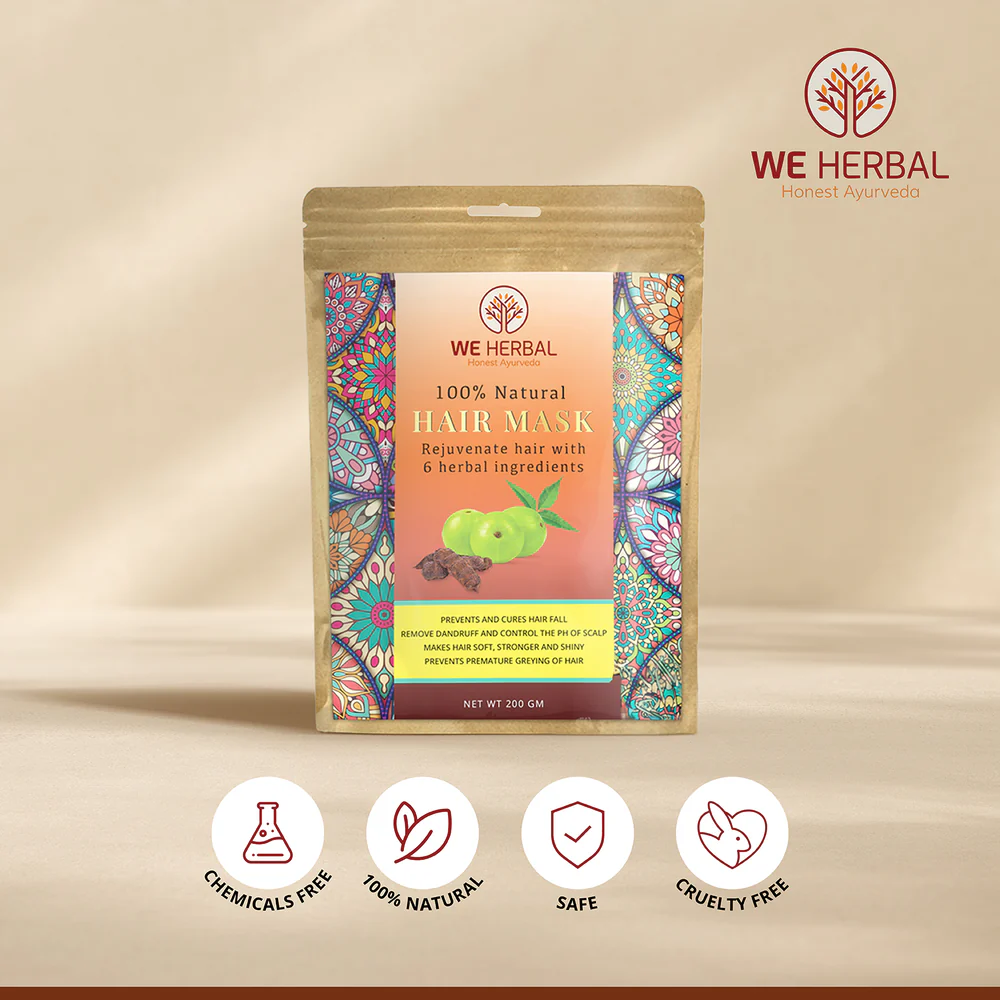 WE HERBAL
Honest Ayurveda
WE HERBAL
Honest Ayurveda
100% Natural
HAIR MASK
Rejuvenate hair with
6 herbal ingredients
PREVENTS AND CURES HAIR FALL
REMOVE DANDRUFF AND CONTROL THE PH OF SCALP
MAKES HAIR SOFT, STRONGER AND SHINY
PREVENTS PREMATURE GREYING OF HAIR
NET WT 200 GM
CHEMICALS FREE
100% NATURAL
SAFE
CRUELTY FREE